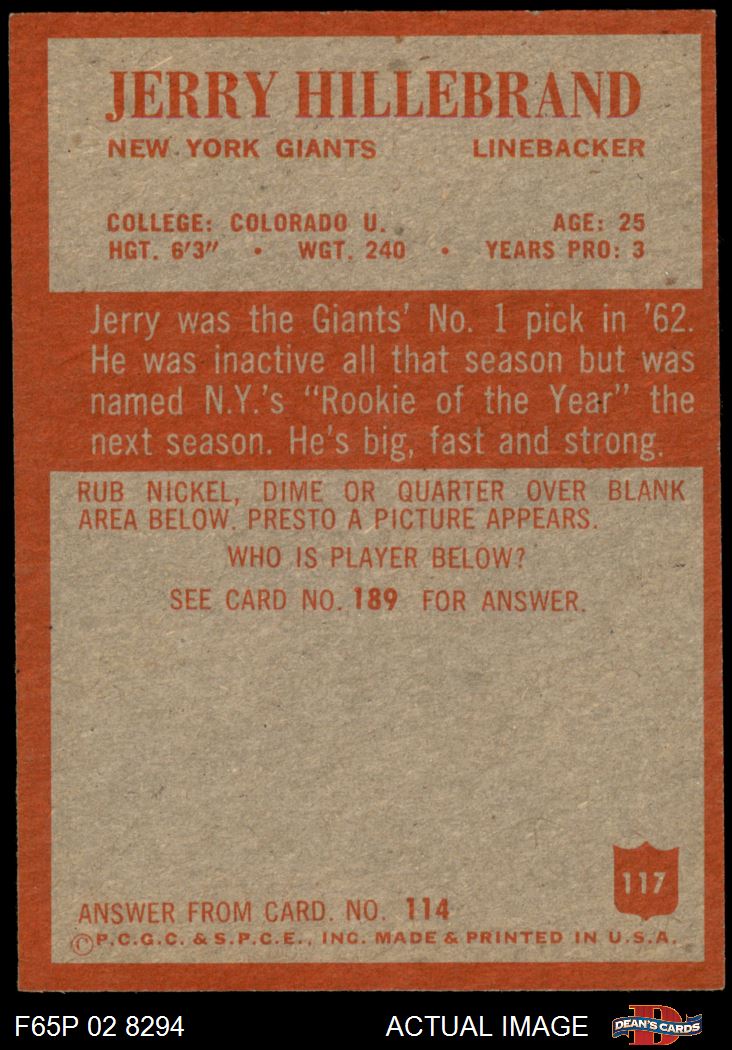 JERRY HILLEBRAND
NEW YORK GIANTS LINEBACKER
COLLEGE: COLORADO U. AGE: 25
HGT. 6'3" • WGT. 240 • YEARS PRO: 3
Jerry was the Giants' No. 1 pick in '62.
He was inactive all that season but was
named N.Y.'s "Rookie of the Year" the
next season. He's big, fast and strong.
RUB NICKEL, DIME OR QUARTER OVER BLANK
AREA BELOW. PRESTO A PICTURE APPEARS.
WHO IS PLAYER BELOW?
SEE CARD NO. 189 FOR ANSWER.
117
ANSWER FROM CARD. NO. 114
©P.C.G.C. & S.P.C.E., INC. MADE & PRINTED IN U.S.A.
F65P 02 8294 ACTUAL IMAGE D DEAN'S CARDS